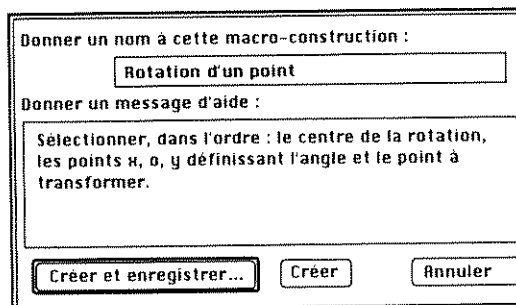 Donner un nom à cette macro-construction :
Rotation d'un point
Donner un message d'aide :
Sélectionner, dans l'ordre : le centre de la rotation,
les points x, o, y définissant l'angle et le point à
transformer.
Créer et enregistrer... Créer Annuler